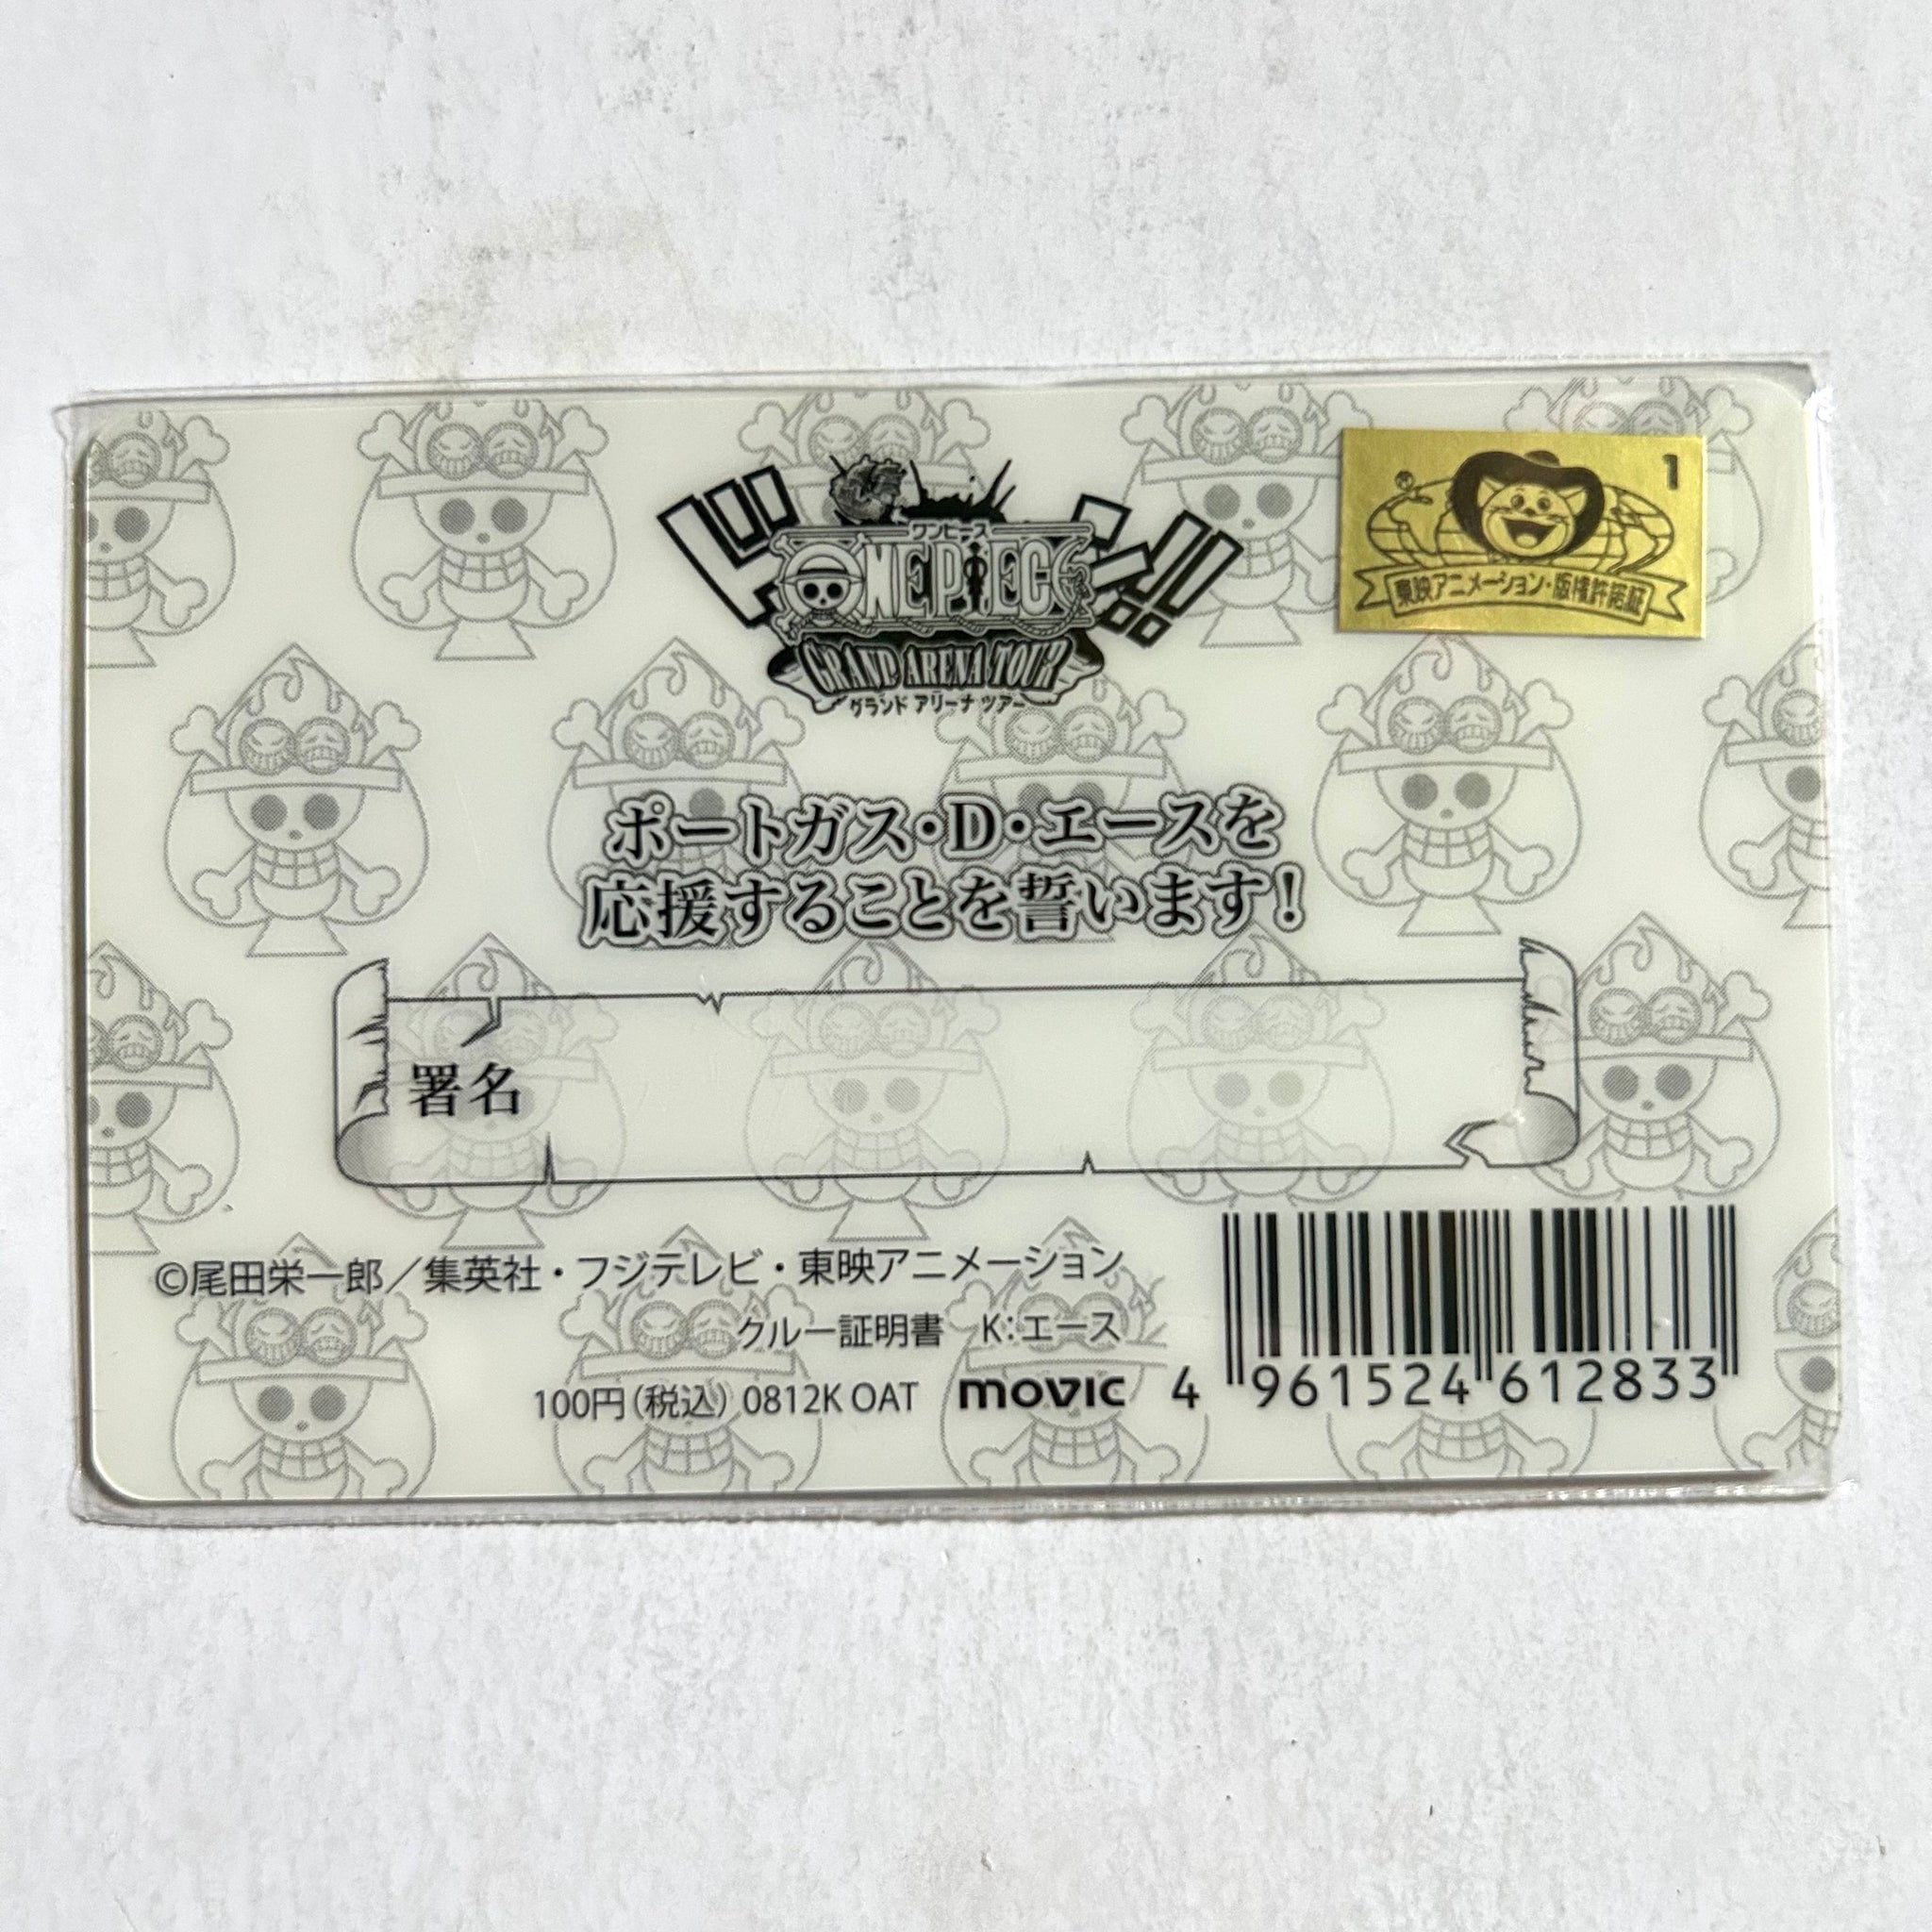 ドーン!!
ワンピース
ONE PIECE
GRAND ARENA TOUR
グランド アリーナ ツアー
® 1
東映アニメーション・版権許諾証
ポートガス・D・エースを
応援することを誓います!
署名
©尾田栄一郎/集英社・フジテレビ・東映アニメーション
クルー証明書 K:エース
100円(税込) 0812K OAT movic
4 961524 612833